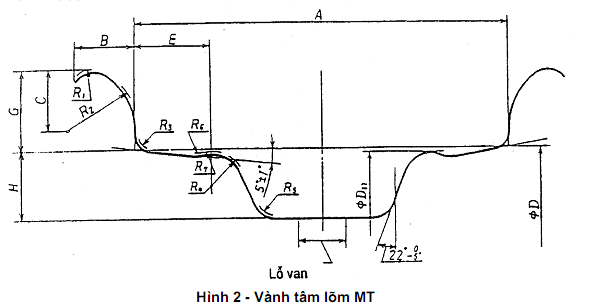 A
B
E
G
C
R1
R2
R3
R6
H
R7
R4
5°±1°
ΦD11
ΦD
R5
22° 0 -5°
Lỗ van
Hình 2 - Vành tâm lõm MT